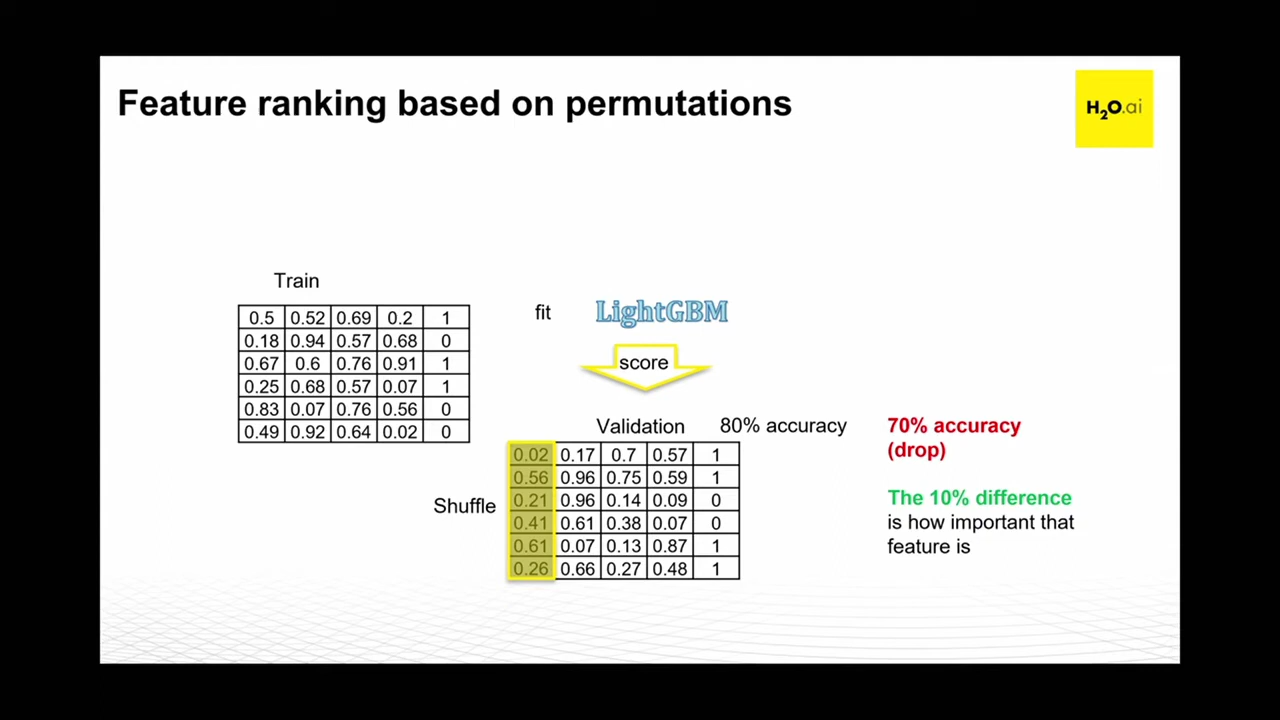 Feature ranking based on permutations
H2O.ai
Train
0.5 0.52 0.69 0.2 1
0.18 0.94 0.57 0.68 0
0.67 0.6 0.76 0.91 1
0.25 0.68 0.57 0.07 1
0.83 0.07 0.76 0.56 0
0.49 0.92 0.64 0.02 0
fit
LightGBM
score
Validation
80% accuracy
0.02 0.17 0.7 0.57 1
0.56 0.96 0.75 0.59 1
0.21 0.96 0.14 0.09 0
0.41 0.61 0.38 0.07 0
0.61 0.07 0.13 0.87 1
0.26 0.66 0.27 0.48 1
Shuffle
70% accuracy
(drop)
The 10% difference
is how important that
feature is